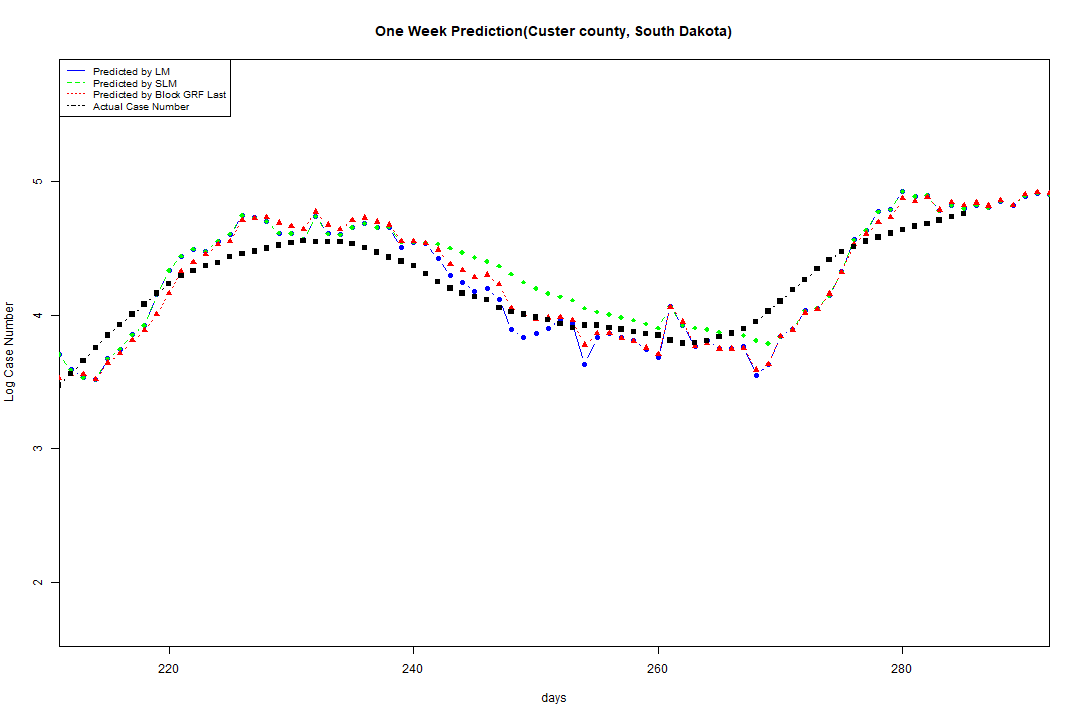 One Week Prediction(Custer county, South Dakota)
Predicted by LM
Predicted by SLM
Predicted by Block GRF Last
Actual Case Number
5
4
3
2
Log Case Number
220 240 260 280
days